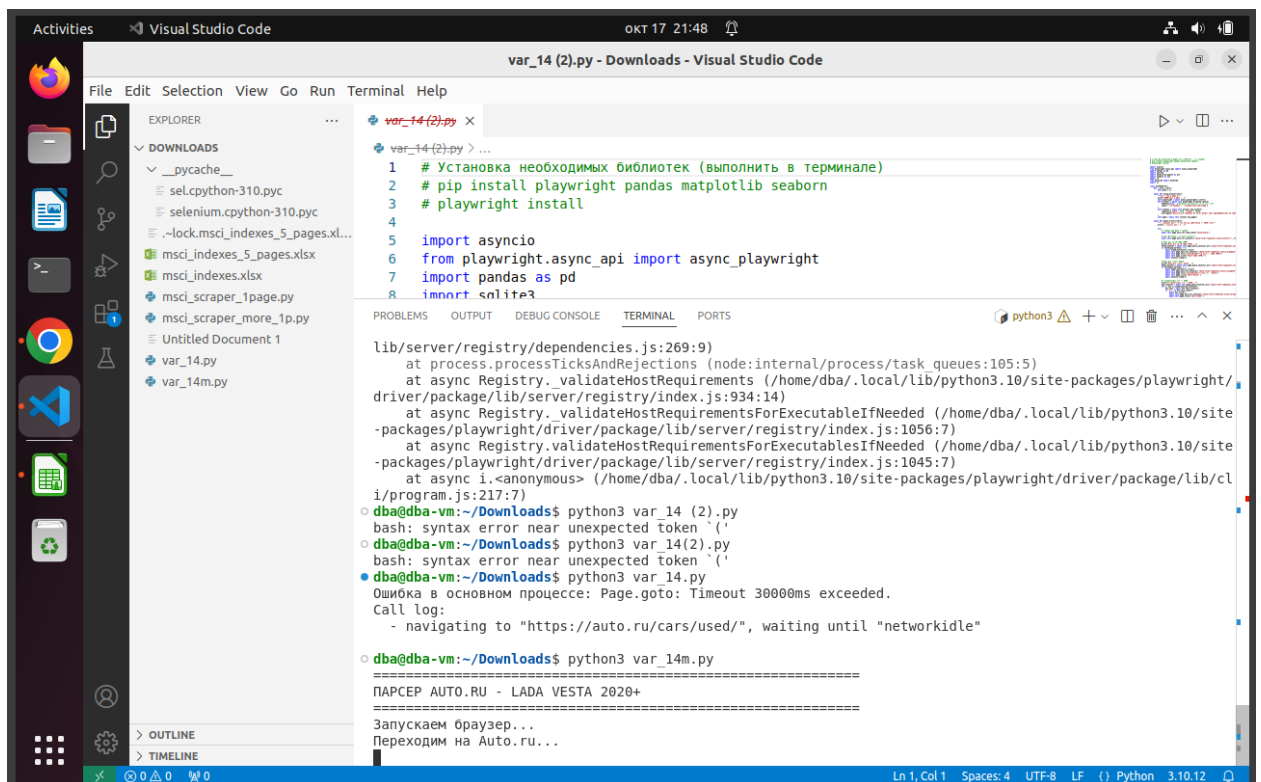 Activities
Visual Studio Code
окт 17 21:48
var_14 (2).py - Downloads - Visual Studio Code
File Edit Selection View Go Run Terminal Help
EXPLORER
DOWNLOADS
__pycache__
sel.cpython-310.pyc
selenium.cpython-310.pyc
.~lock.msci_indexes_5_pages.xl...
msci_indexes_5_pages.xlsx
msci_indexes.xlsx
msci_scraper_1page.py
msci_scraper_more_1p.py
Untitled Document 1
var_14.py
var_14m.py
OUTLINE
TIMELINE
1
var_14 (2).py
var_14 (2).py > ...
1 # Установка необходимых библиотек (выполнить в терминале)
2 # pip install playwright pandas matplotlib seaborn
3 # playwright install
4
5 import asyncio
6 from playwright.async_api import async_playwright
7 import pandas as pd
8 import sqlite3
PROBLEMS OUTPUT DEBUG CONSOLE TERMINAL PORTS
python3
lib/server/registry/dependencies.js:269:9)
at process.processTicksAndRejections (node:internal/process/task_queues:105:5)
at async Registry._validateHostRequirements (/home/dba/.local/lib/python3.10/site-packages/playwright/
driver/package/lib/server/registry/index.js:934:14)
at async Registry._validateHostRequirementsForExecutableIfNeeded (/home/dba/.local/lib/python3.10/site
-packages/playwright/driver/package/lib/server/registry/index.js:1056:7)
at async Registry.validateHostRequirementsForExecutablesIfNeeded (/home/dba/.local/lib/python3.10/site
-packages/playwright/driver/package/lib/server/registry/index.js:1045:7)
at async i.<anonymous> (/home/dba/.local/lib/python3.10/site-packages/playwright/driver/package/lib/cl
i/program.js:217:7)
dba@dba-vm:~/Downloads$ python3 var_14 (2).py
bash: syntax error near unexpected token `('
dba@dba-vm:~/Downloads$ python3 var_14(2).py
bash: syntax error near unexpected token `('
dba@dba-vm:~/Downloads$ python3 var_14.py
Ошибка в основном процессе: Page.goto: Timeout 30000ms exceeded.
Call log:
- navigating to "https://auto.ru/cars/used/", waiting until "networkidle"
dba@dba-vm:~/Downloads$ python3 var_14m.py
============================================================
ПАРСЕР AUTO.RU - LADA VESTA 2020+
============================================================
Запускаем браузер...
Переходим на Auto.ru...
0 0 0
Ln 1, Col 1 Spaces: 4 UTF-8 LF {} Python 3.10.12